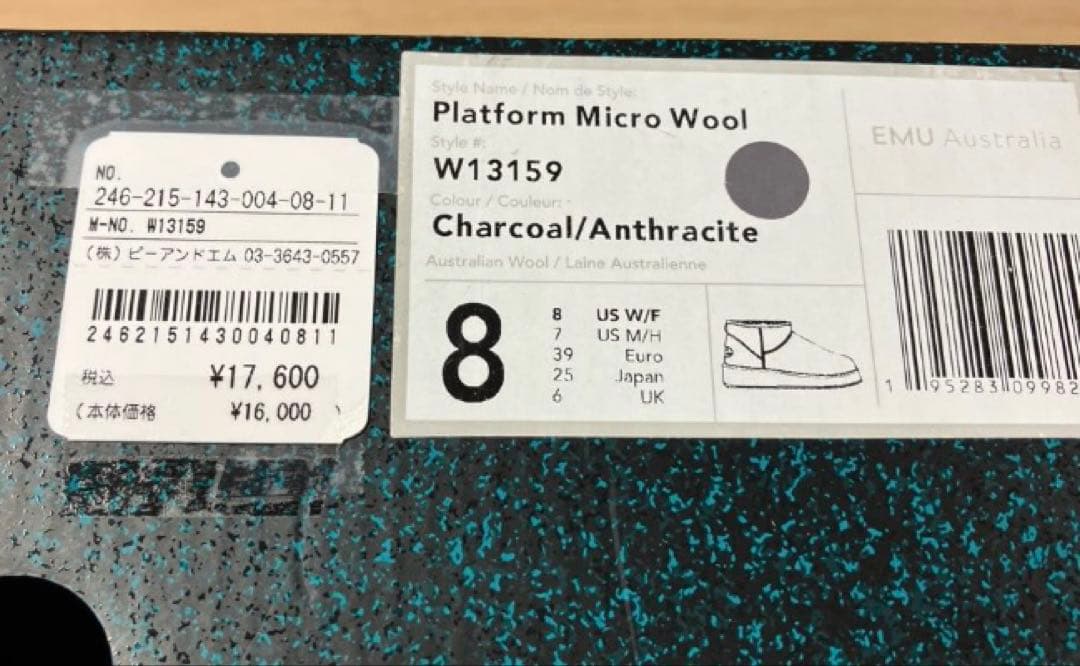 NO.
246-215-143-004-08-11
M-NO. W13159
(株)ピーアンドエム 03-3643-0557
2462151430040811
税込 ¥17,600
(本体価格 ¥16,000 )
Style Name / Nom de Style:
Platform Micro Wool
Style #:
W13159
Colour / Couleur:
Charcoal/Anthracite
Australian Wool / Laine Australienne
8
8 US W/F
7 US M/H
39 Euro
25 Japan
6 UK
EMU Australia
1 95283 09982